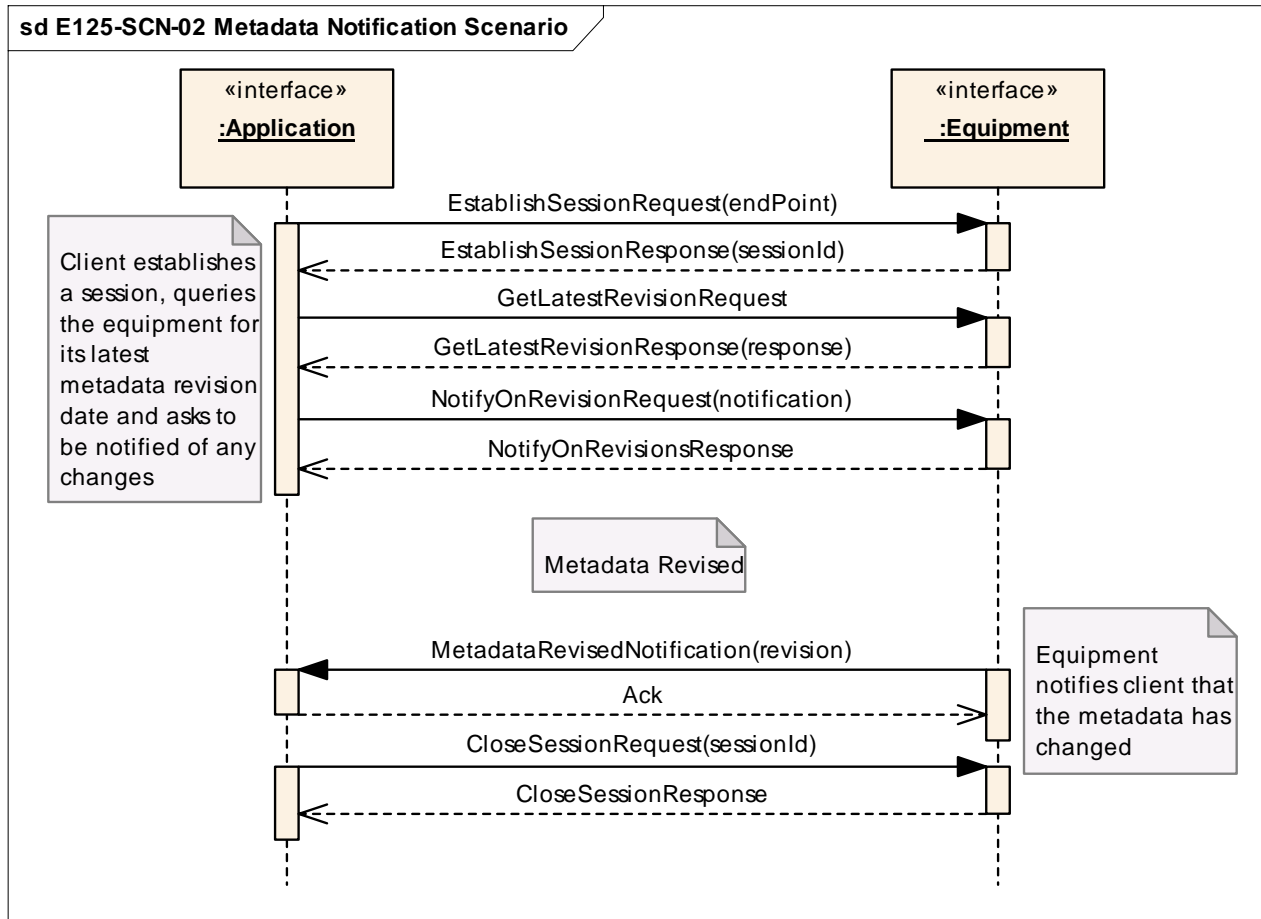 sd E125-SCN-02 Metadata Notification Scenario
«interface»
:Application
«interface»
:Equipment
EstablishSessionRequest(endPoint)
EstablishSessionResponse(sessionId)
GetLatestRevisionRequest
GetLatestRevisionResponse(response)
NotifyOnRevisionRequest(notification)
NotifyOnRevisionsResponse
Client establishes
a session, queries
the equipment for
its latest
metadata revision
date and asks to
be notified of any
changes
Metadata Revised
MetadataRevisedNotification(revision)
Ack
Equipment
notifies client that
the metadata has
changed
CloseSessionRequest(sessionId)
CloseSessionResponse